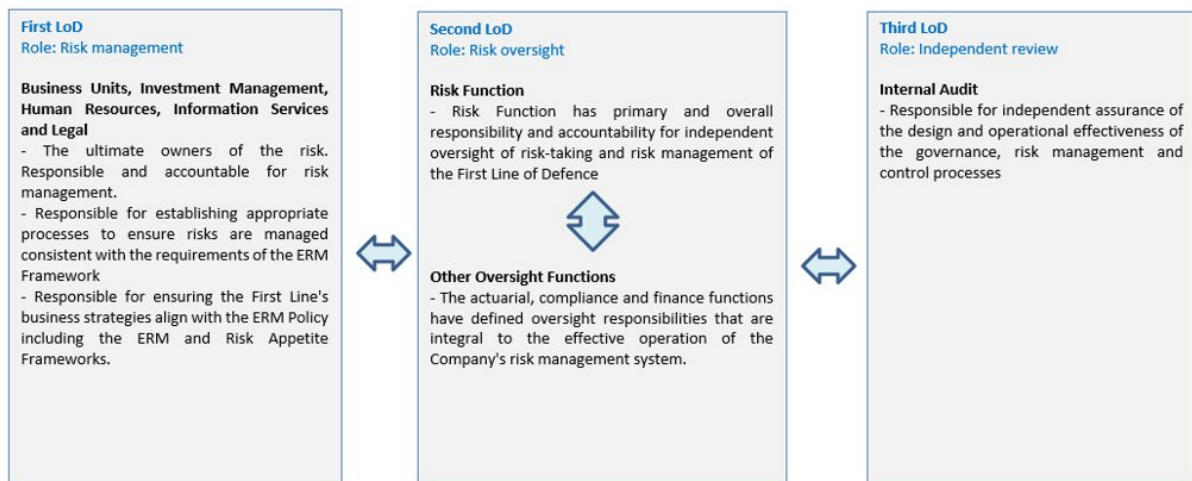 First LoD
Role: Risk management
Business Units, Investment Management,
Human Resources, Information Services
and Legal
- The ultimate owners of the risk.
Responsible and accountable for risk
management.
- Responsible for establishing appropriate
processes to ensure risks are managed
consistent with the requirements of the ERM
Framework
- Responsible for ensuring the First Line's
business strategies align with the ERM Policy
including the ERM and Risk Appetite
Frameworks.
Second LoD
Role: Risk oversight
Risk Function
- Risk Function has primary and overall
responsibility and accountability for independent
oversight of risk-taking and risk management of
the First Line of Defence
Other Oversight Functions
- The actuarial, compliance and finance functions
have defined oversight responsibilities that are
integral to the effective operation of the
Company's risk management system.
Third LoD
Role: Independent review
Internal Audit
- Responsible for independent assurance of
the design and operational effectiveness of
the governance, risk management and
control processes